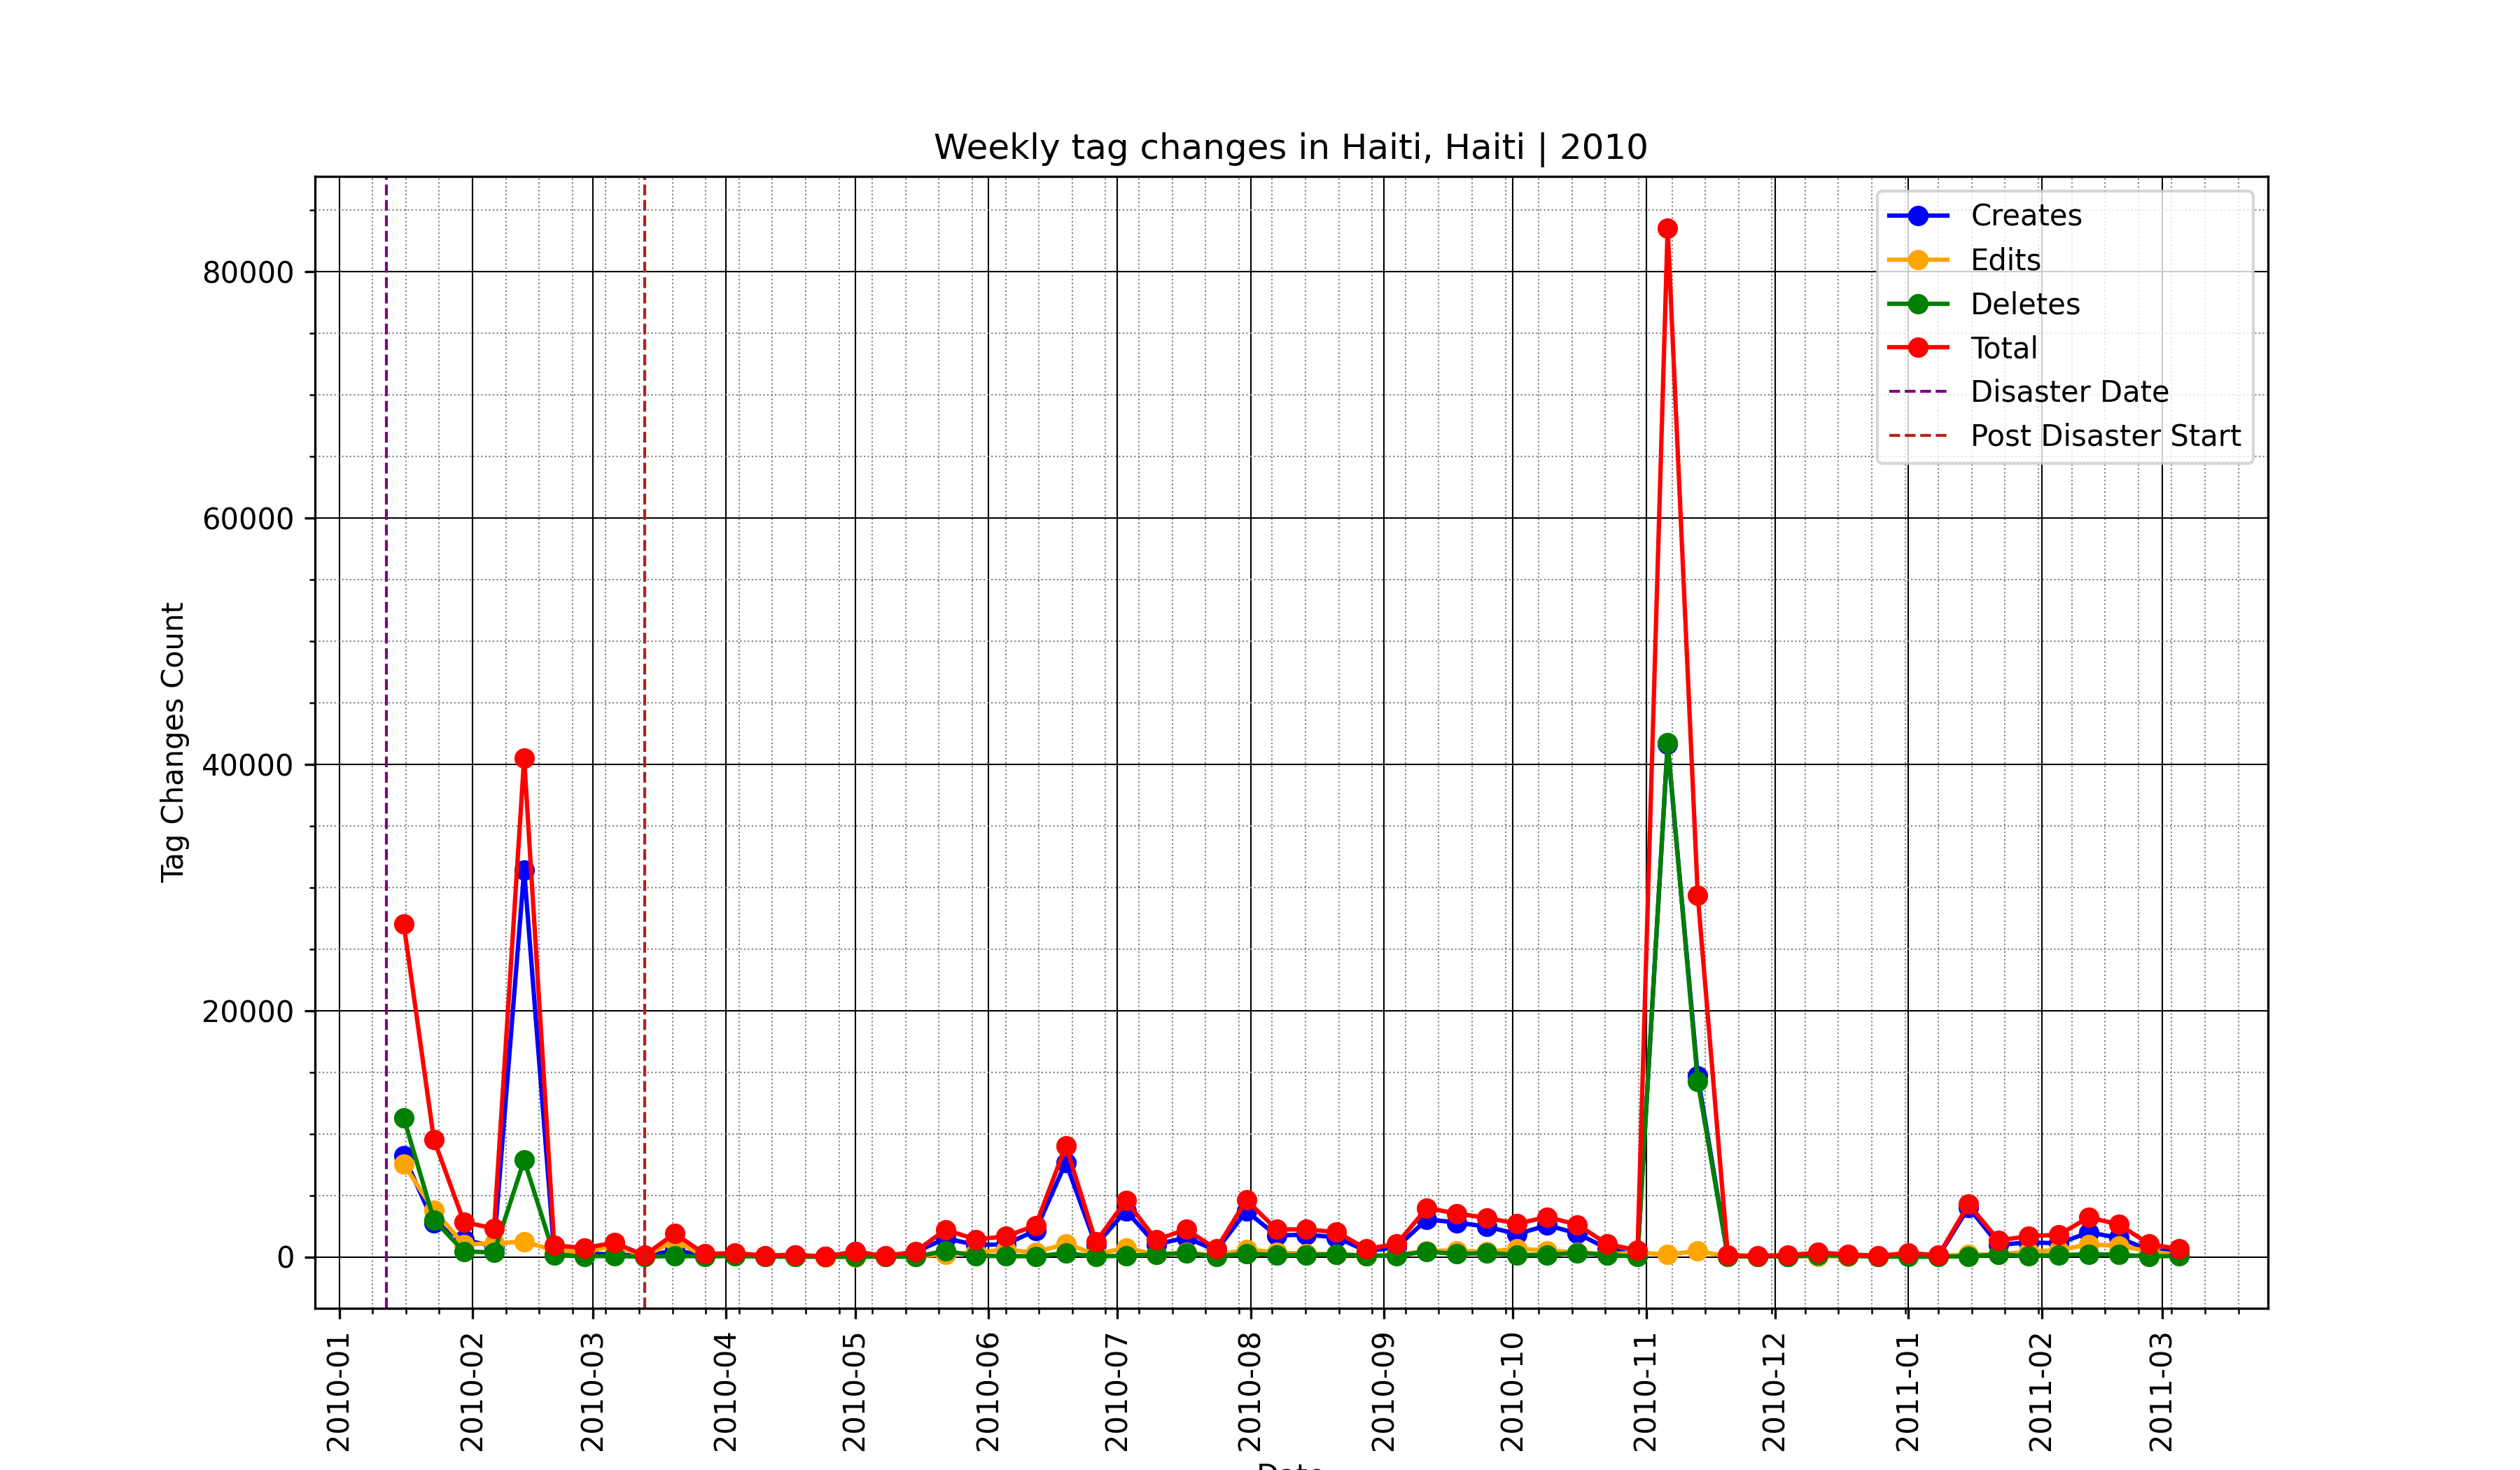 Weekly tag changes in Haiti, Haiti | 2010
Creates
Edits
Deletes
Total
Disaster Date
Post Disaster Start
Tag Changes Count
80000
60000
40000
20000
0
2010-01
2010-02
2010-03
2010-04
2010-05
2010-06
2010-07
2010-08
2010-09
2010-10
2010-11
2010-12
2011-01
2011-02
2011-03
Date